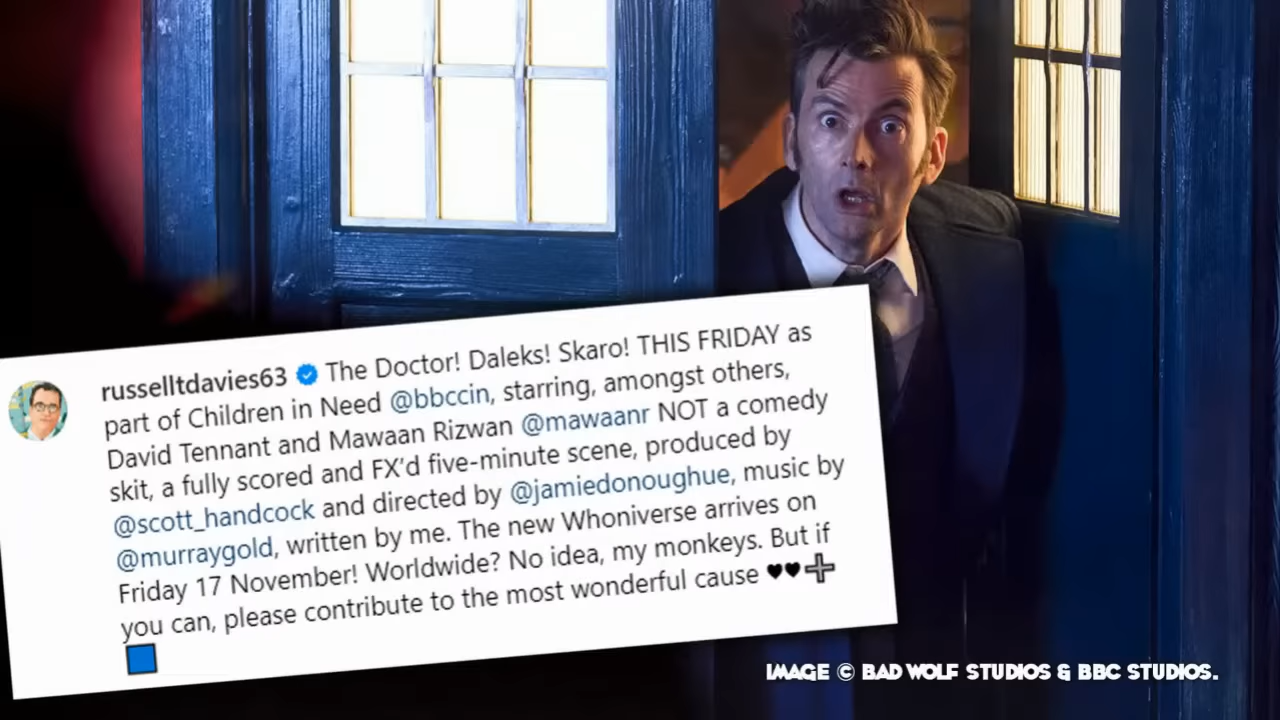 russelltdavies63 The Doctor! Daleks! Skaro! THIS FRIDAY as
part of Children in Need @bbccin, starring, amongst others,
David Tennant and Mawaan Rizwan @mawaanr NOT a comedy
skit, a fully scored and FX'd five-minute scene, produced by
@scott_handcock and directed by @jamiedonoughue, music by
@murraygold, written by me. The new Whoniverse arrives on
Friday 17 November! Worldwide? No idea, my monkeys. But if
you can, please contribute to the most wonderful cause 🖤🖤➕
🟦
IMAGE © BAD WOLF STUDIOS & BBC STUDIOS.